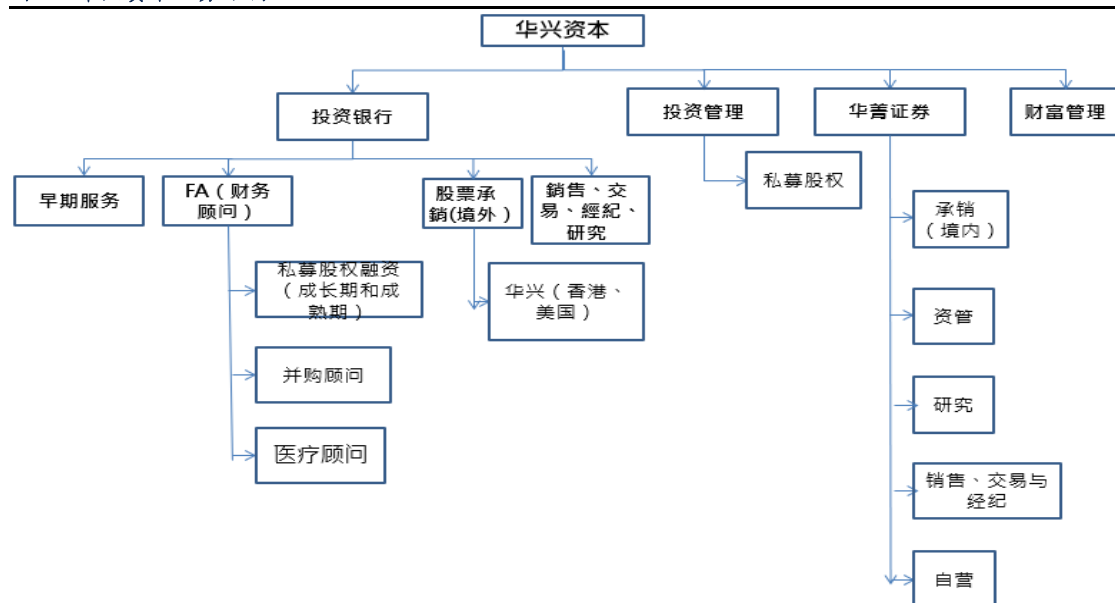 华兴资本
投资银行
投资管理
华菁证券
财富管理
早期服务
FA（财务
顾问）
股票承
銷(境外）
銷售、交
易、經紀、
研究
私募股权
承销
（境内）
私募股权融资
（成长期和成
熟期）
华兴（香港、
美国）
资管
并购顾问
研究
医疗顾问
销售、交易与
经纪
自营